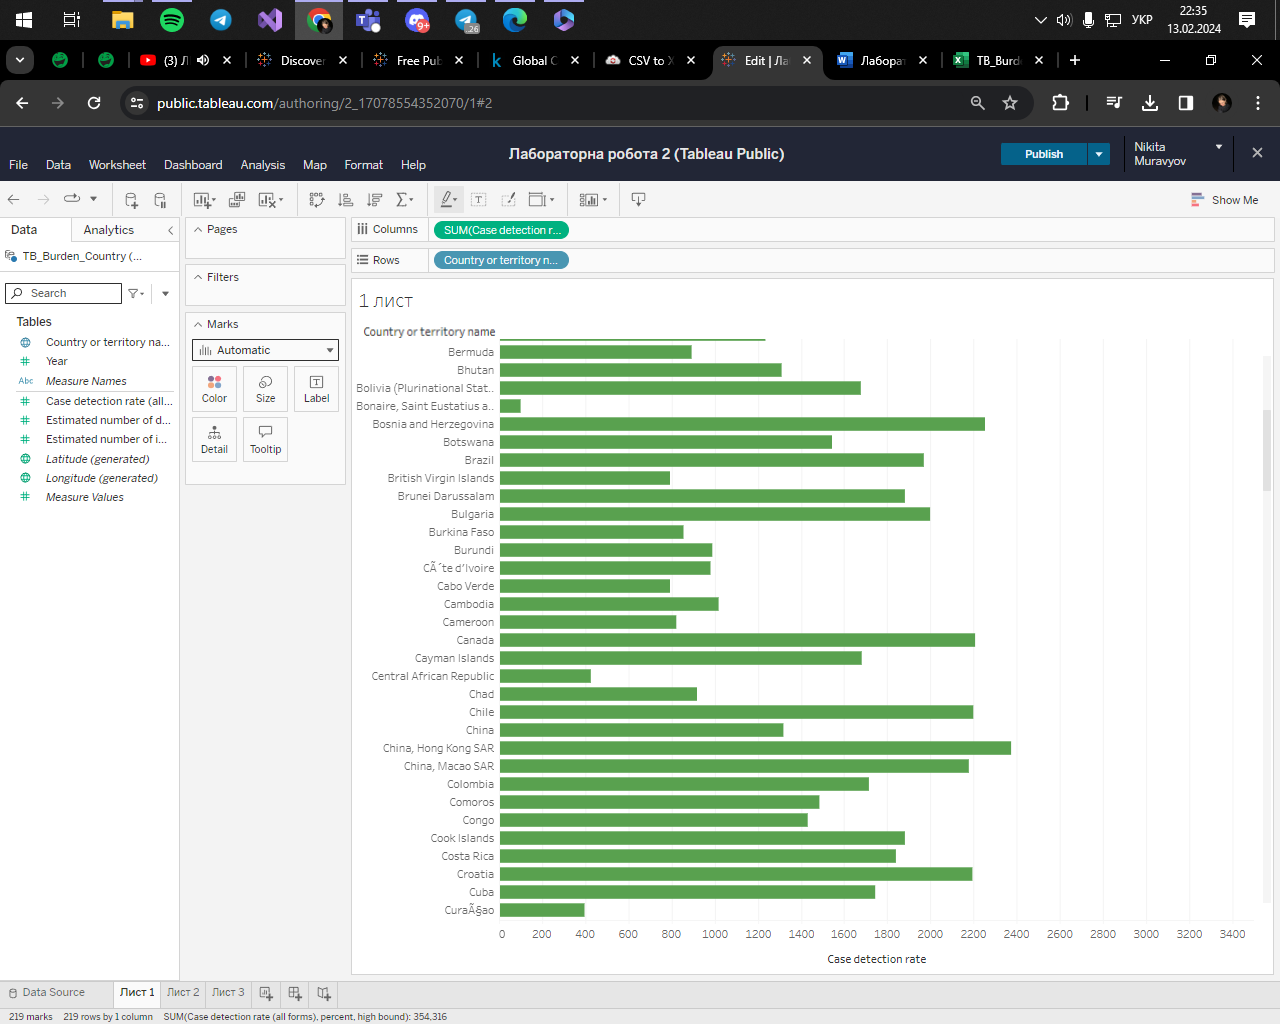 УКР
22:35
13.02.2024
9+
26
(3) Л
Discover
Free Pub
Global C
CSV to X
Edit | Ла
Лаборат
TB_Burd
public.tableau.com/authoring/2_17078554352070/1#2
Лабораторна робота 2 (Tableau Public)
Publish
Nikita
Muravyov
File Data Worksheet Dashboard Analysis Map Format Help
Show Me
Data Analytics
TB_Burden_Country (...
Search
Tables
Country or territory na...
Year
Abc Measure Names
Case detection rate (all...
Estimated number of d...
Estimated number of i...
Latitude (generated)
Longitude (generated)
Measure Values
Pages
Filters
Marks
Automatic
Color Size Label
Detail Tooltip
Columns SUM(Case detection r...
Rows Country or territory n...
1 лист
Country or territory name
Bermuda
Bhutan
Bolivia (Plurinational Stat..
Bonaire, Saint Eustatius a..
Bosnia and Herzegovina
Botswana
Brazil
British Virgin Islands
Brunei Darussalam
Bulgaria
Burkina Faso
Burundi
CÃ´te d'Ivoire
Cabo Verde
Cambodia
Cameroon
Canada
Cayman Islands
Central African Republic
Chad
Chile
China
China, Hong Kong SAR
China, Macao SAR
Colombia
Comoros
Congo
Cook Islands
Costa Rica
Croatia
Cuba
CuraÃ§ao
0 200 400 600 800 1000 1200 1400 1600 1800 2000 2200 2400 2600 2800 3000 3200 3400
Case detection rate
Data Source Лист 1 Лист 2 Лист 3
219 marks 219 rows by 1 column SUM(Case detection rate (all forms), percent, high bound): 354,316